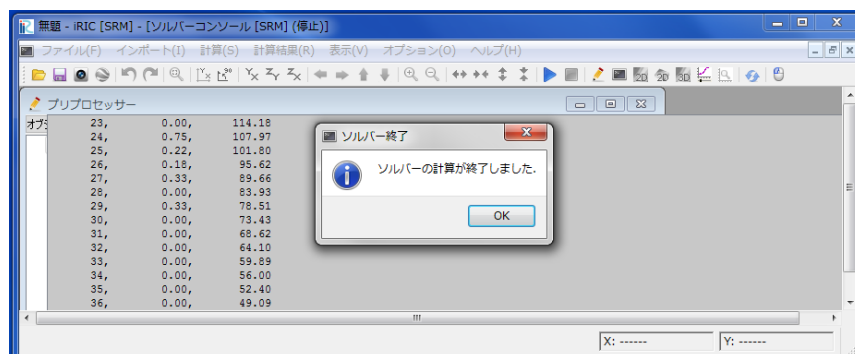 無題 - iRIC [SRM] - [ソルバーコンソール [SRM] (停止)]
ファイル(F) インポート(I) 計算(S) 計算結果(R) 表示(V) オプション(O) ヘルプ(H)
プリプロセッサー
オブ
23, 0.00, 114.18
24, 0.75, 107.97
25, 0.22, 101.80
26, 0.18, 95.62
27, 0.33, 89.66
28, 0.00, 83.93
29, 0.33, 78.51
30, 0.00, 73.43
31, 0.00, 68.62
32, 0.00, 64.10
33, 0.00, 59.89
34, 0.00, 56.00
35, 0.00, 52.40
36, 0.00, 49.09
ソルバー終了
ソルバーの計算が終了しました.
OK
X: ------
Y: ------